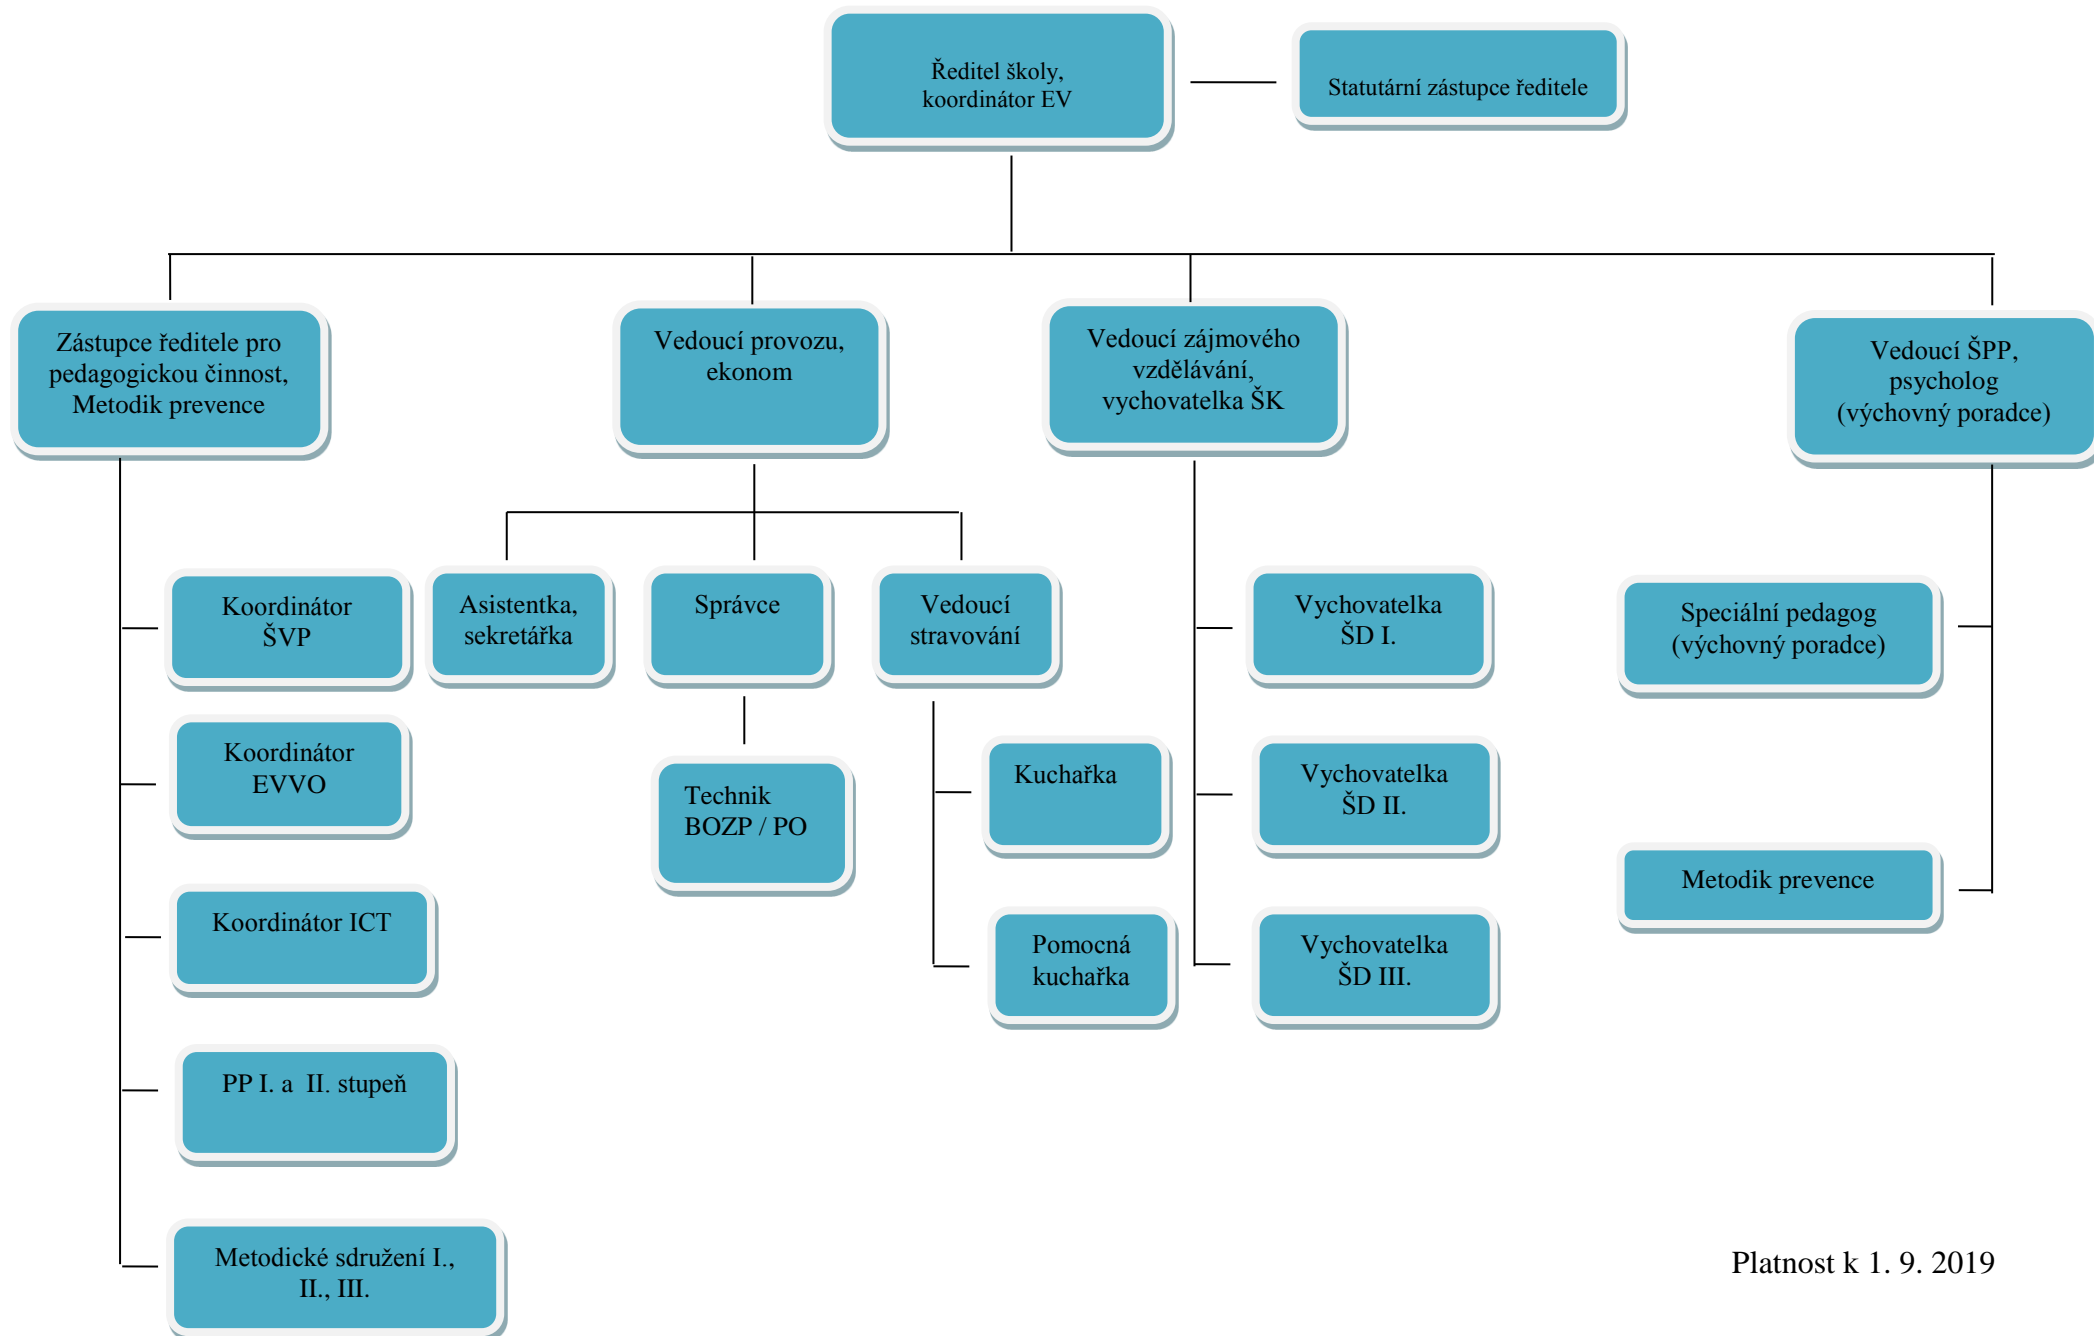 Ředitel školy,
koordinátor EV
Statutární zástupce ředitele
Zástupce ředitele pro
pedagogickou činnost,
Metodik prevence
Vedoucí provozu,
ekonom
Vedoucí zájmového
vzdělávání,
vychovatelka ŠK
Vedoucí ŠPP,
psycholog
(výchovný poradce)
Koordinátor
ŠVP
Asistentka,
sekretářka
Správce
Vedoucí
stravování
Vychovatelka
ŠD I.
Speciální pedagog
(výchovný poradce)
Koordinátor
EVVO
Technik
BOZP / PO
Kuchařka
Vychovatelka
ŠD II.
Metodik prevence
Koordinátor ICT
Pomocná
kuchařka
Vychovatelka
ŠD III.
PP I. a  II. stupeň
Metodické sdružení I.,
II., III.
Platnost k 1. 9. 2019